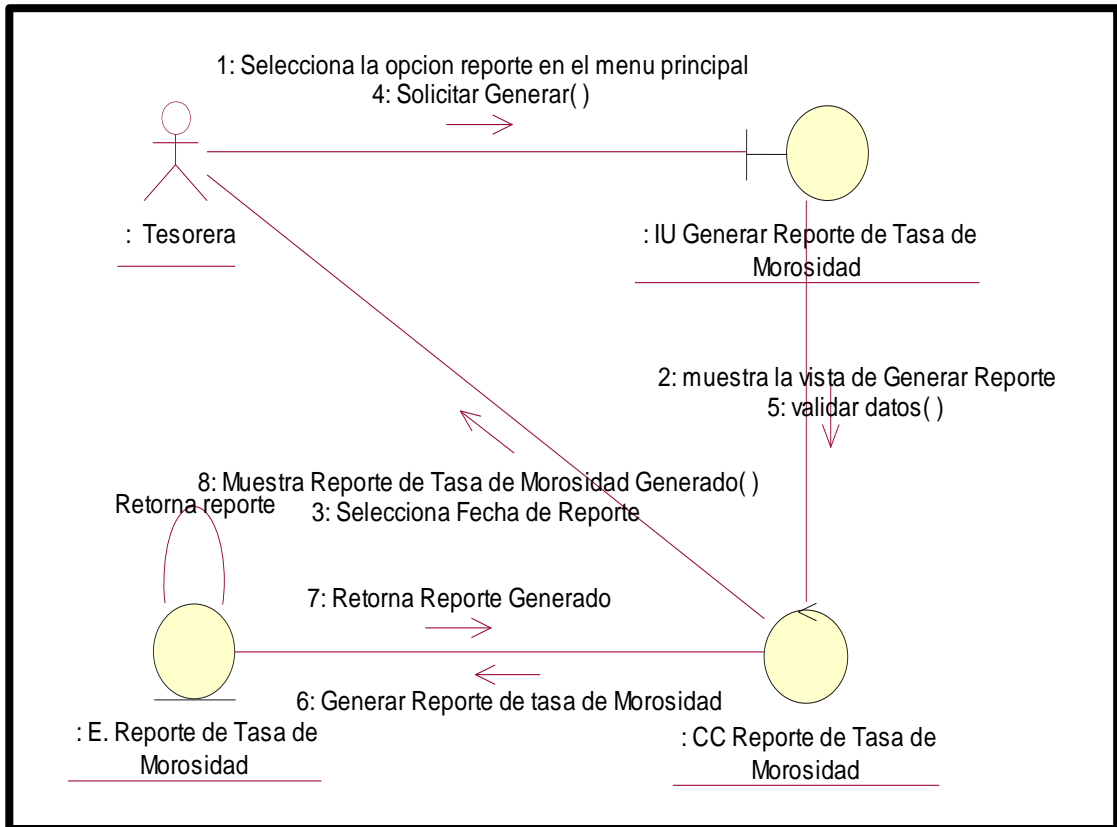 1: Selecciona la opcion reporte en el menu principal
4: Solicitar Generar( )
: Tesorera
: IU Generar Reporte de Tasa de
Morosidad
2: muestra la vista de Generar Reporte
5: validar datos( )
8: Muestra Reporte de Tasa de Morosidad Generado( )
Retorna reporte
3: Selecciona Fecha de Reporte
7: Retorna Reporte Generado
6: Generar Reporte de tasa de Morosidad
: E. Reporte de Tasa de
Morosidad
: CC Reporte de Tasa de
Morosidad